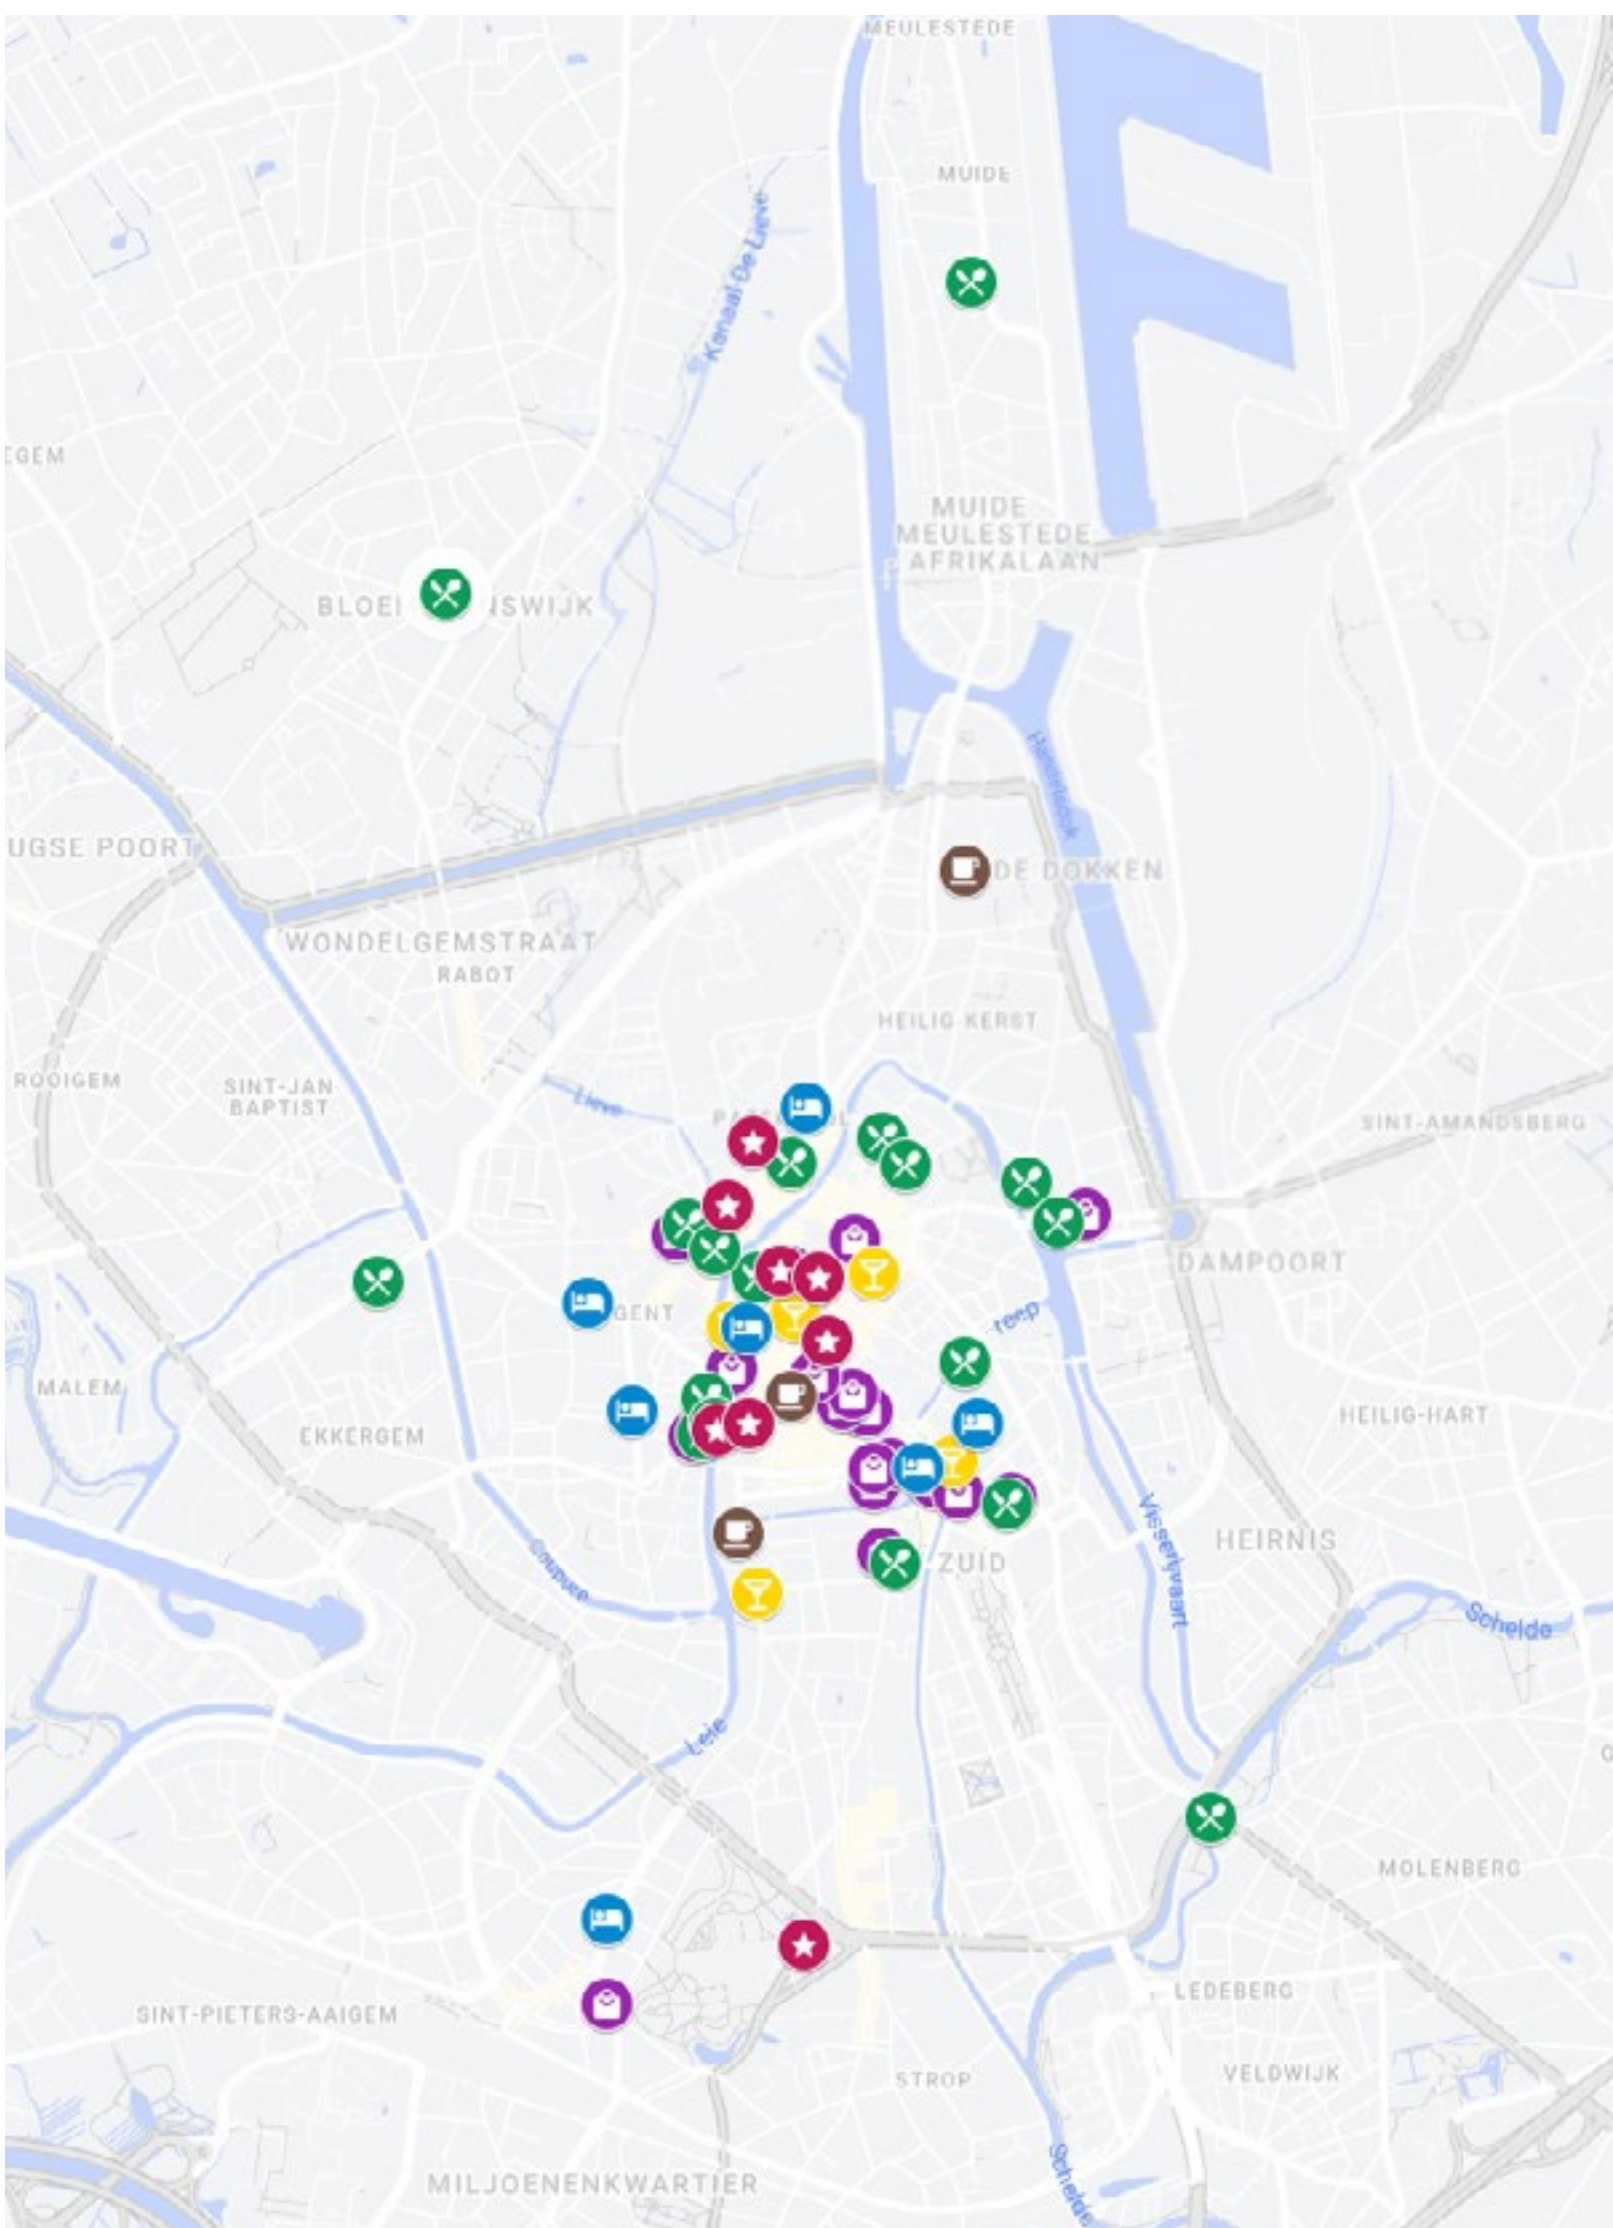 MEULESTEDE
MUIDE
Kanaal De Lieve
EGEM
MUIDE
MEULESTEDE
AFRIKALAAN
BLOEI
NSWIJK
Handelsdok
UGSE POORT
DE DOKKEN
WONDELGEMSTRAAT
RABOT
HEILIG KERST
ROOIGEM
SINT-JAN
BAPTIST
Lieve
SINT-AMANDSBERG
DAMPOORT
GENT
reep
MALEM
HEILIG-HART
EKKERGEM
Visserijvaart
HEIRNIS
Coupure
ZUID
Schelde
Leie
MOLENBERG
LEDEBERG
SINT-PIETERS-AAIGEM
VELDWIJK
STROP
Schelde
MILJOENENKWARTIER